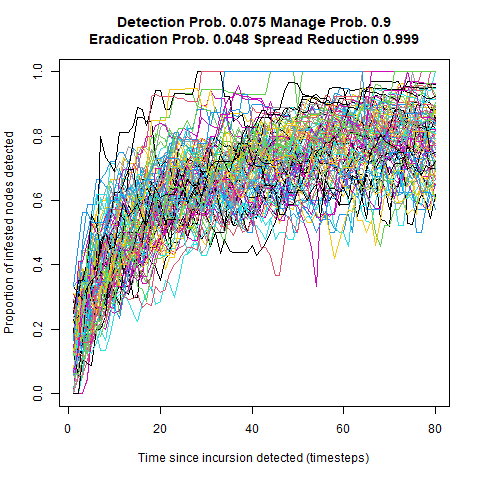 Detection Prob. 0.075 Manage Prob. 0.9
Eradication Prob. 0.048 Spread Reduction 0.999
Proportion of infested nodes detected
1.0
0.8
0.6
0.4
0.2
0.0
0 20 40 60 80
Time since incursion detected (timesteps)